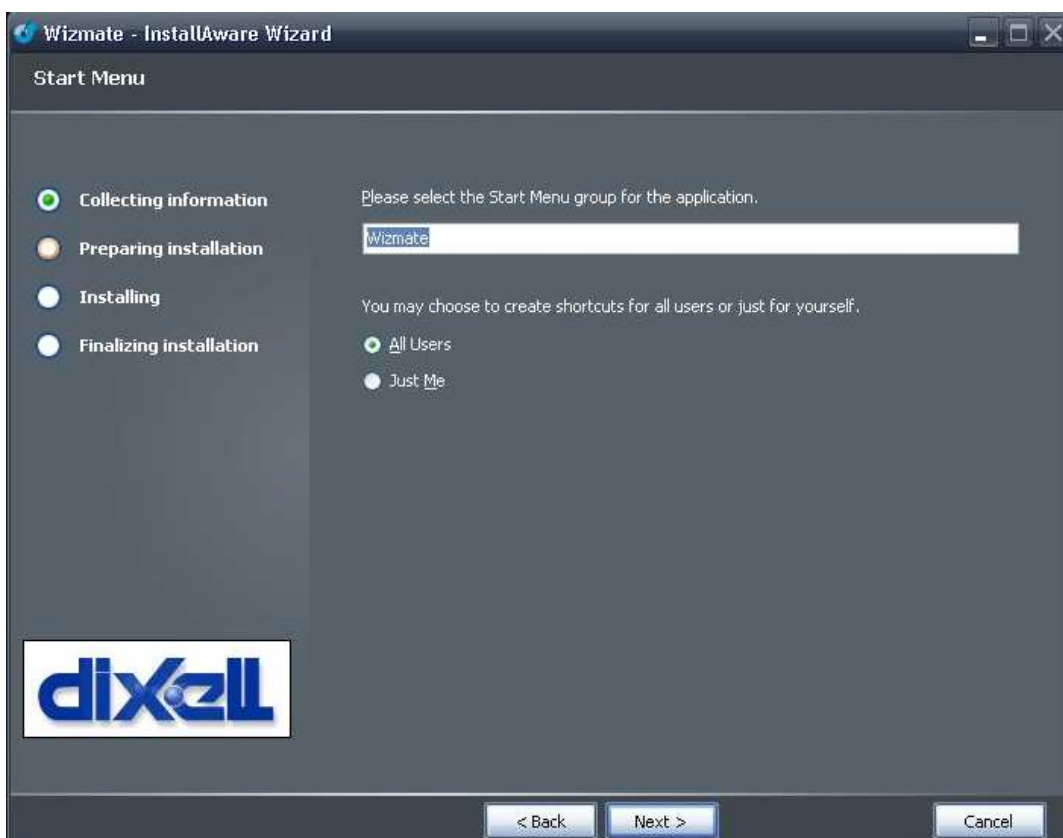 Wizmate - InstallAware Wizard
Start Menu
Collecting information
Preparing installation
Installing
Finalizing installation
Please select the Start Menu group for the application.
Wizmate
You may choose to create shortcuts for all users or just for yourself.
All Users
Just Me
dixell
< Back
Next >
Cancel